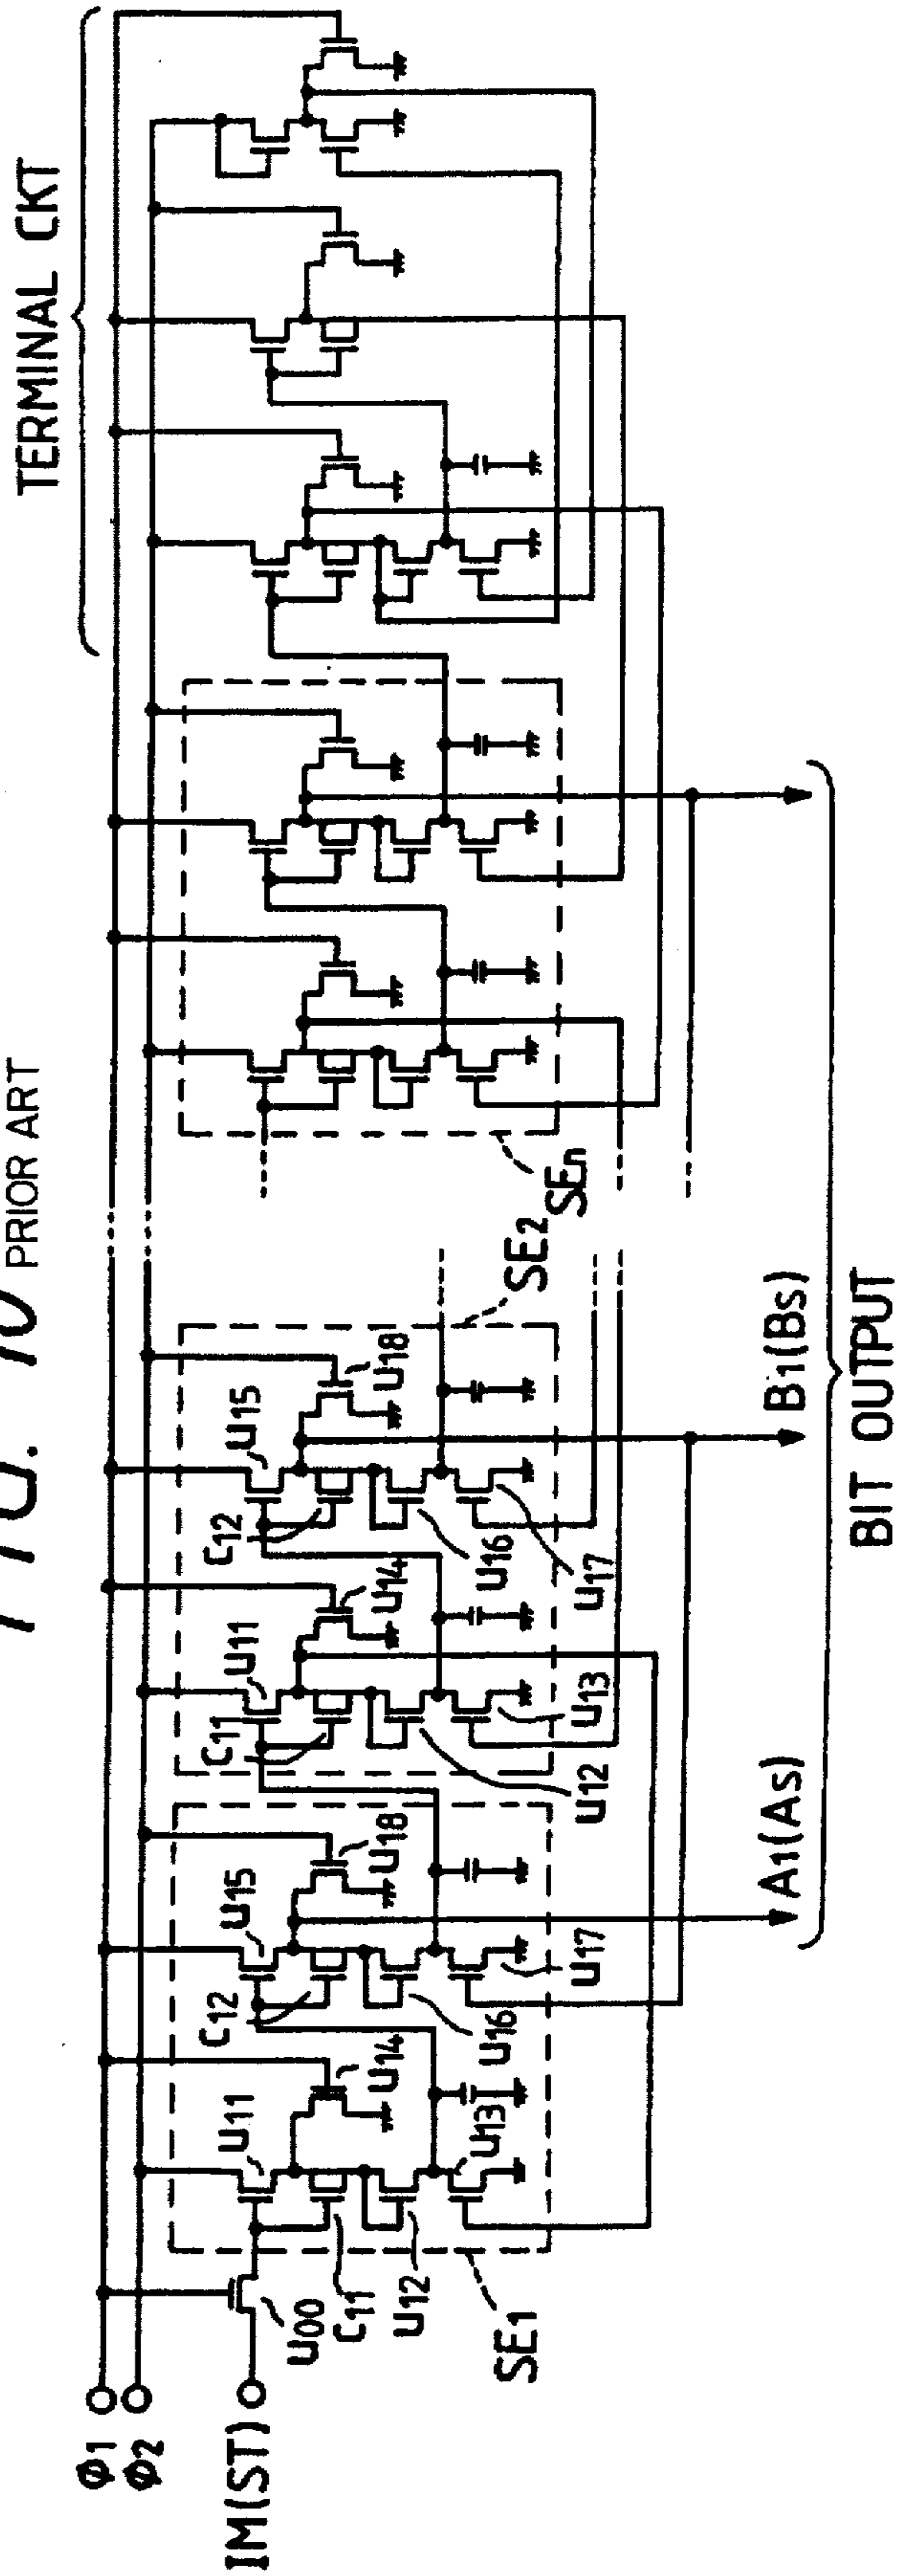 FIG. 10 PRIOR ART
TERMINAL CKT
Φ1
Φ2
IM(ST)
u00
u11
C11
u12
u13
u14
u15
C12
u16
u17
u18
SE1
u11
C11
u12
u13
u14
u15
C12
u16
u17
u18
SE2
SEn
A1(As)
B1(Bs)
BIT OUTPUT